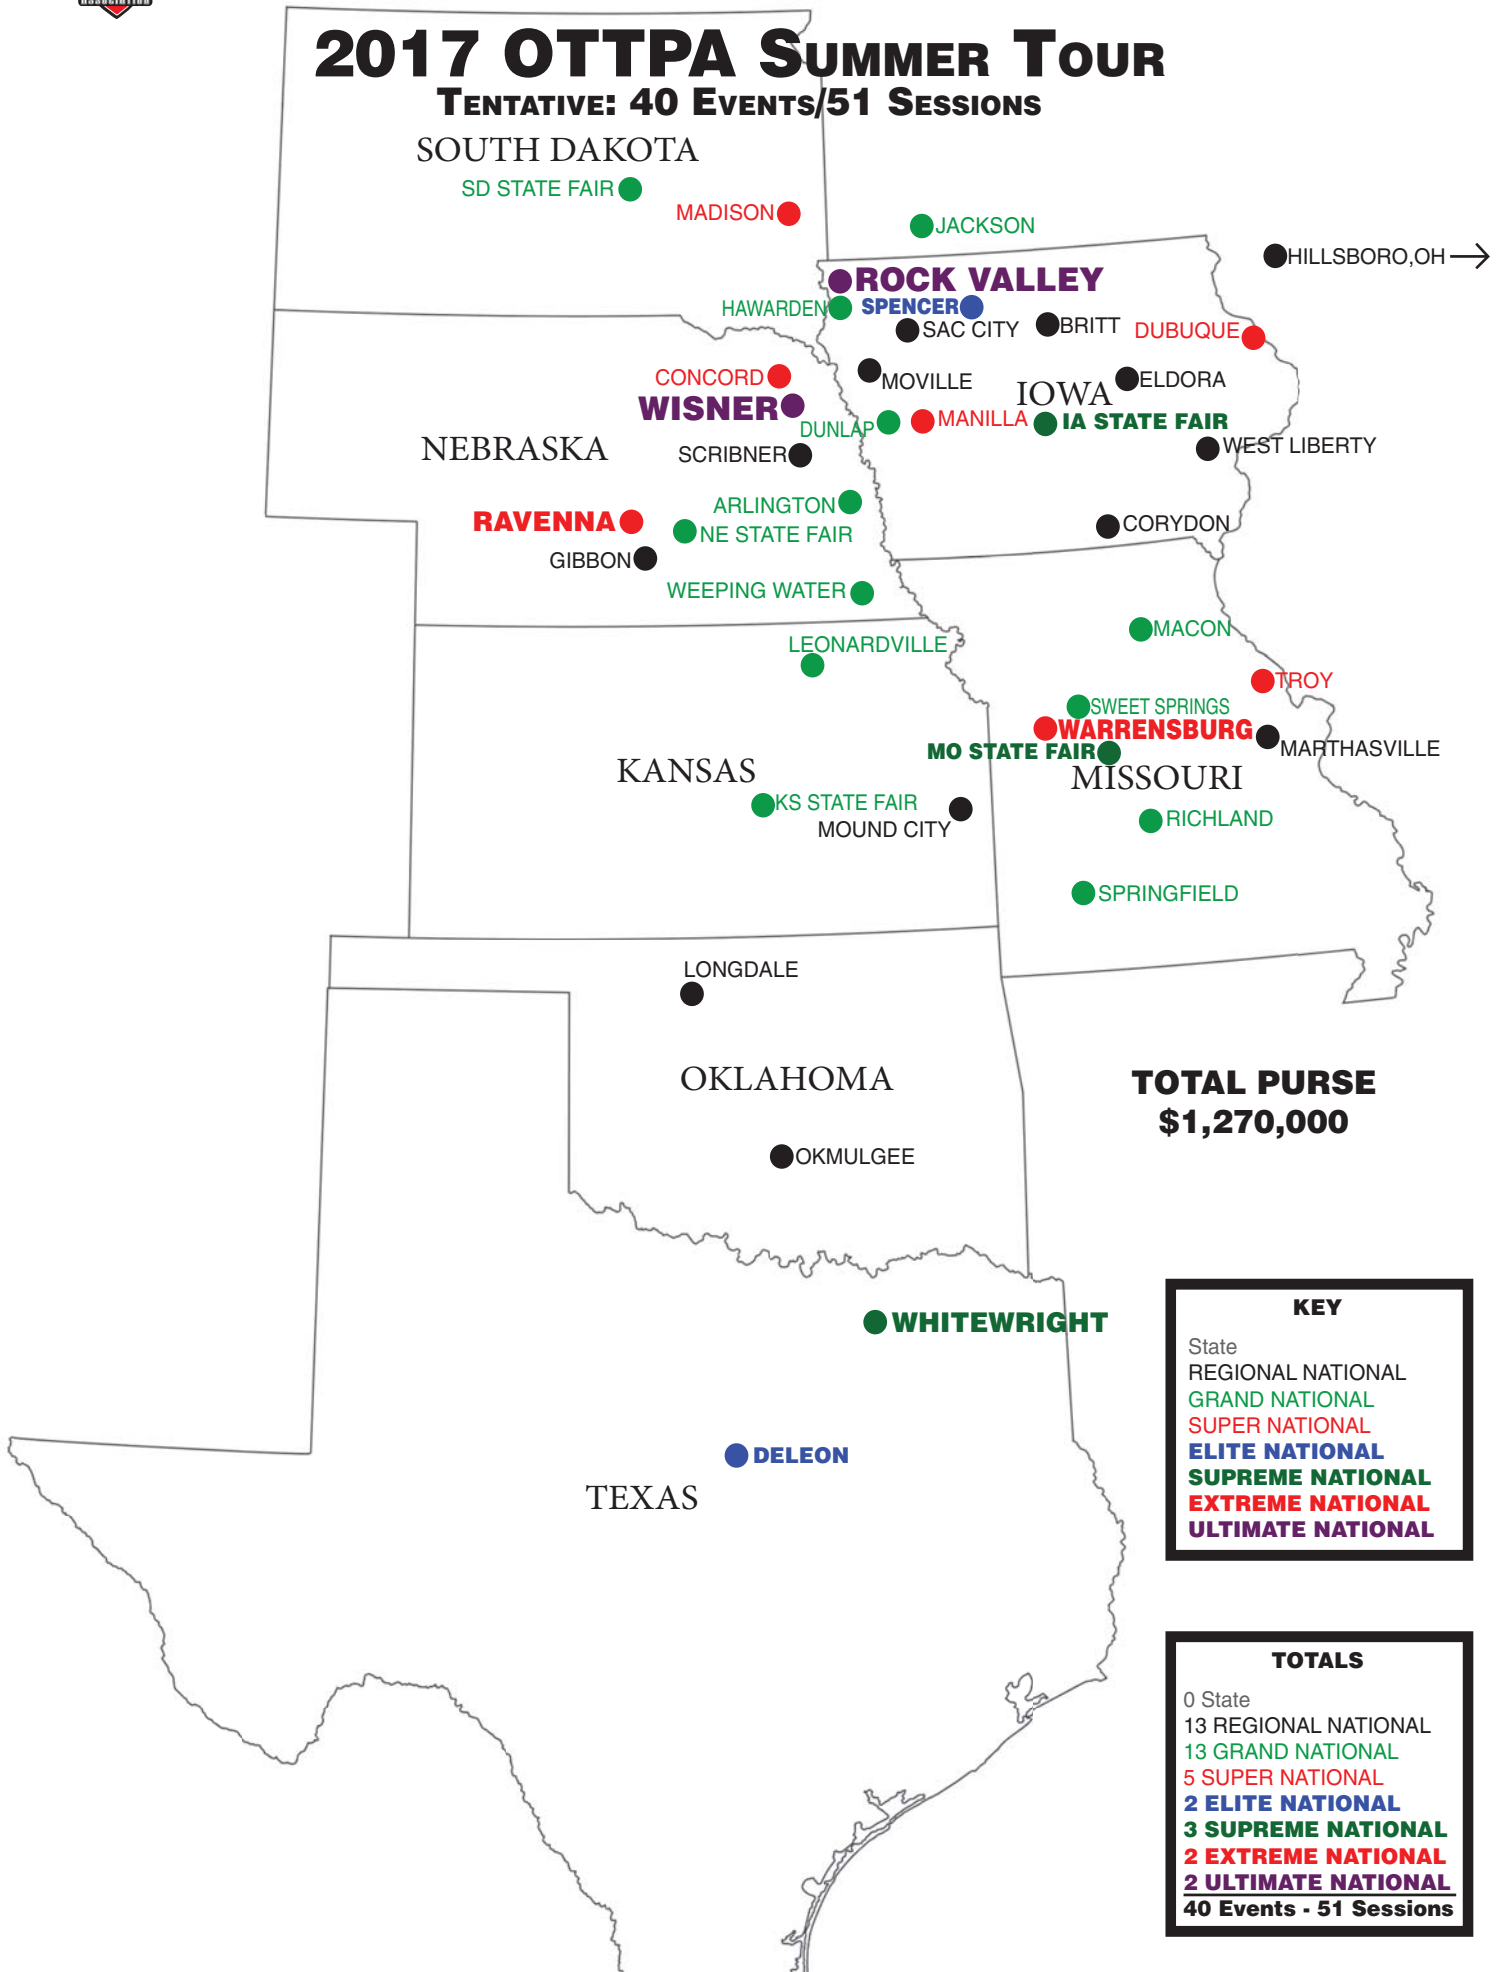 ASSOCIATION
2017 OTTPA SUMMER TOUR
TENTATIVE: 40 EVENTS/51 SESSIONS
SOUTH DAKOTA
SD STATE FAIR
MADISON
JACKSON
HILLSBORO,OH
ROCK VALLEY
HAWARDEN
SPENCER
SAC CITY
BRITT
DUBUQUE
CONCORD
MOVILLE
IOWA
ELDORA
WISNER
DUNLAP
MANILLA
IA STATE FAIR
NEBRASKA
SCRIBNER
WEST LIBERTY
ARLINGTON
RAVENNA
NE STATE FAIR
CORYDON
GIBBON
WEEPING WATER
MACON
LEONARDVILLE
TROY
SWEET SPRINGS
WARRENSBURG
MO STATE FAIR
MARTHASVILLE
KANSAS
MISSOURI
KS STATE FAIR
MOUND CITY
RICHLAND
SPRINGFIELD
LONGDALE
OKLAHOMA
TOTAL PURSE
$1,270,000
OKMULGEE
WHITEWRIGHT
DELEON
TEXAS
KEY
State
REGIONAL NATIONAL
GRAND NATIONAL
SUPER NATIONAL
ELITE NATIONAL
SUPREME NATIONAL
EXTREME NATIONAL
ULTIMATE NATIONAL
TOTALS
0 State
13 REGIONAL NATIONAL
13 GRAND NATIONAL
5 SUPER NATIONAL
2 ELITE NATIONAL
3 SUPREME NATIONAL
2 EXTREME NATIONAL
2 ULTIMATE NATIONAL
40 Events - 51 Sessions